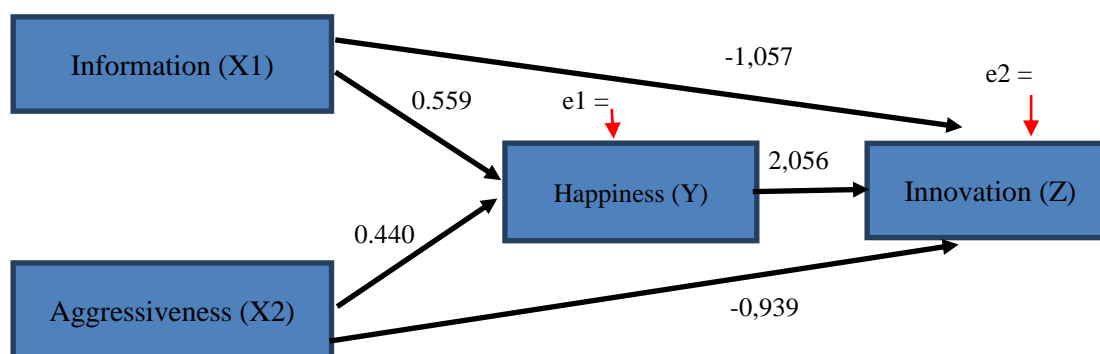 Information (X1)
-1,057
e2 =
0.559
e1 =
2,056
Happiness (Y)
Innovation (Z)
0.440
Aggressiveness (X2)
-0,939